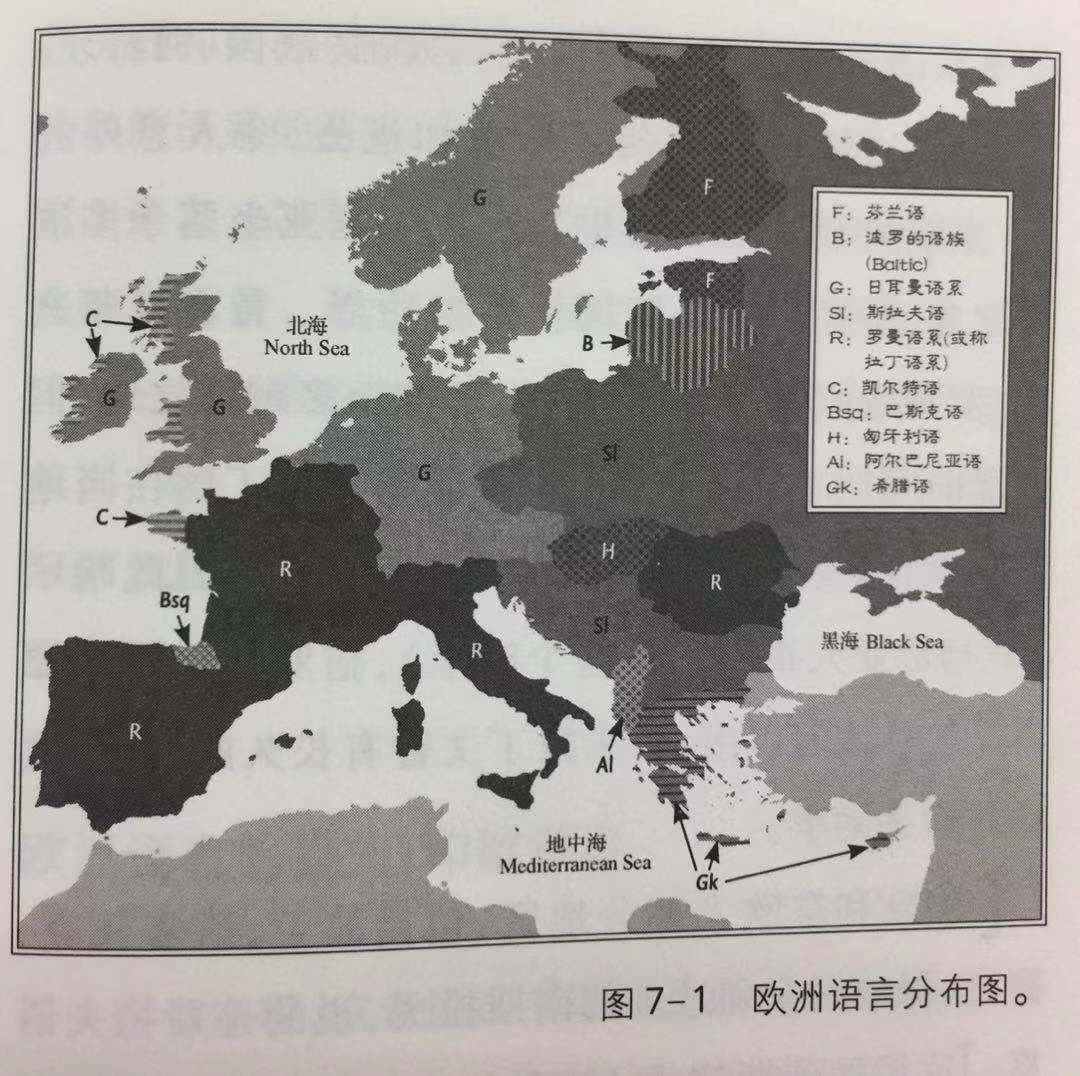 G
F
F: 芬兰语
B: 波罗的语族
(Baltic)
G: 日耳曼语系
Sl: 斯拉夫语
R: 罗曼语系(或称
拉丁语系)
C: 凯尔特语
Bsq: 巴斯克语
H: 匈牙利语
Al: 阿尔巴尼亚语
Gk: 希腊语
F
C
北海
North Sea
B
G
G
G
Sl
C
R
H
R
Bsq
Sl
黑海 Black Sea
R
R
Al
地中海
Mediterranean Sea
Gk
图 7-1 欧洲语言分布图。